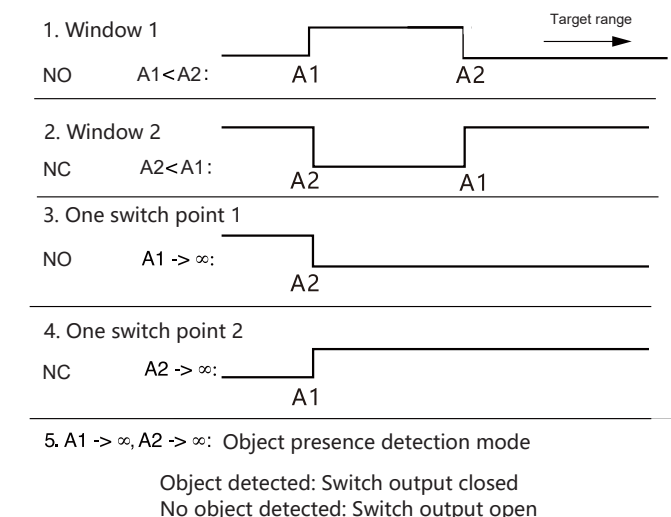 1. Window 1
Target range
NO A1<A2: A1 A2
2. Window 2
NC A2<A1: A2 A1
3. One switch point 1
NO A1 -> ∞: A2
4. One switch point 2
NC A2 -> ∞: A1
5. A1 -> ∞, A2 -> ∞: Object presence detection mode
Object detected: Switch output closed
No object detected: Switch output open